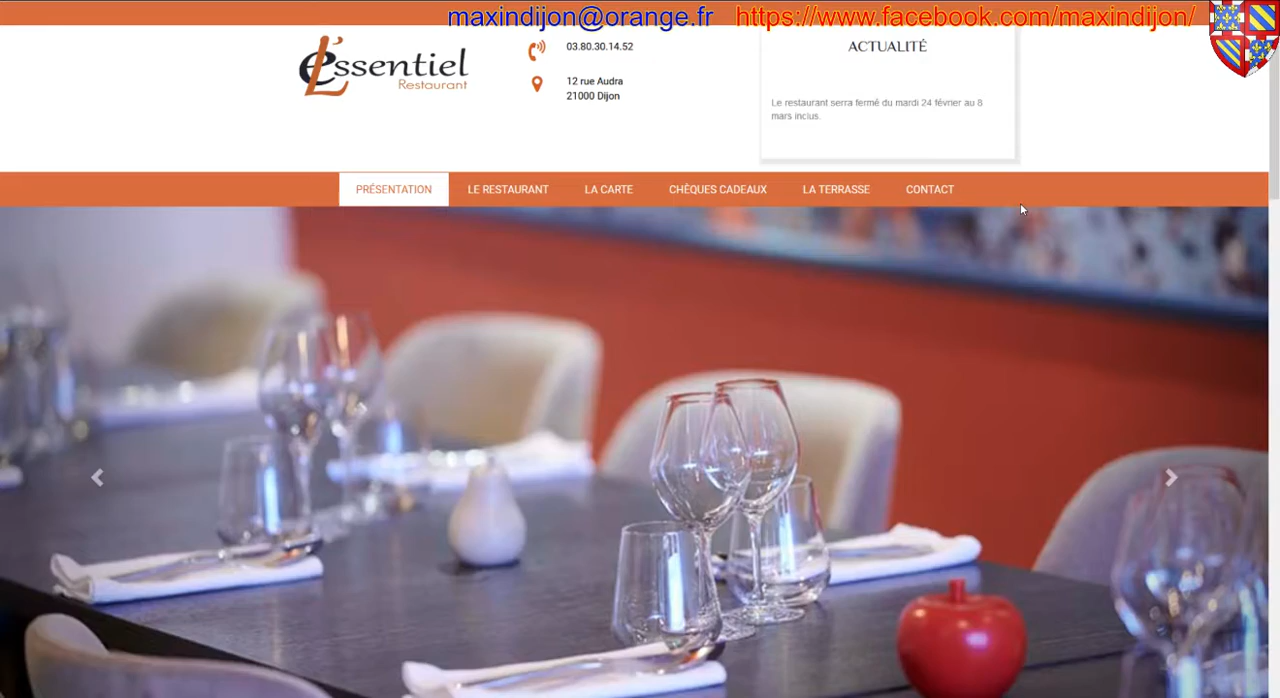 maxindijon@orange.fr https://www.facebook.com/maxindijon/
L'éssentiel
Restaurant
03.80.30.14.52
12 rue Audra
21000 Dijon
ACTUALITÉ
Le restaurant serra fermé du mardi 24 février au 8
mars inclus.
PRÉSENTATION LE RESTAURANT LA CARTE CHÈQUES CADEAUX LA TERRASSE CONTACT